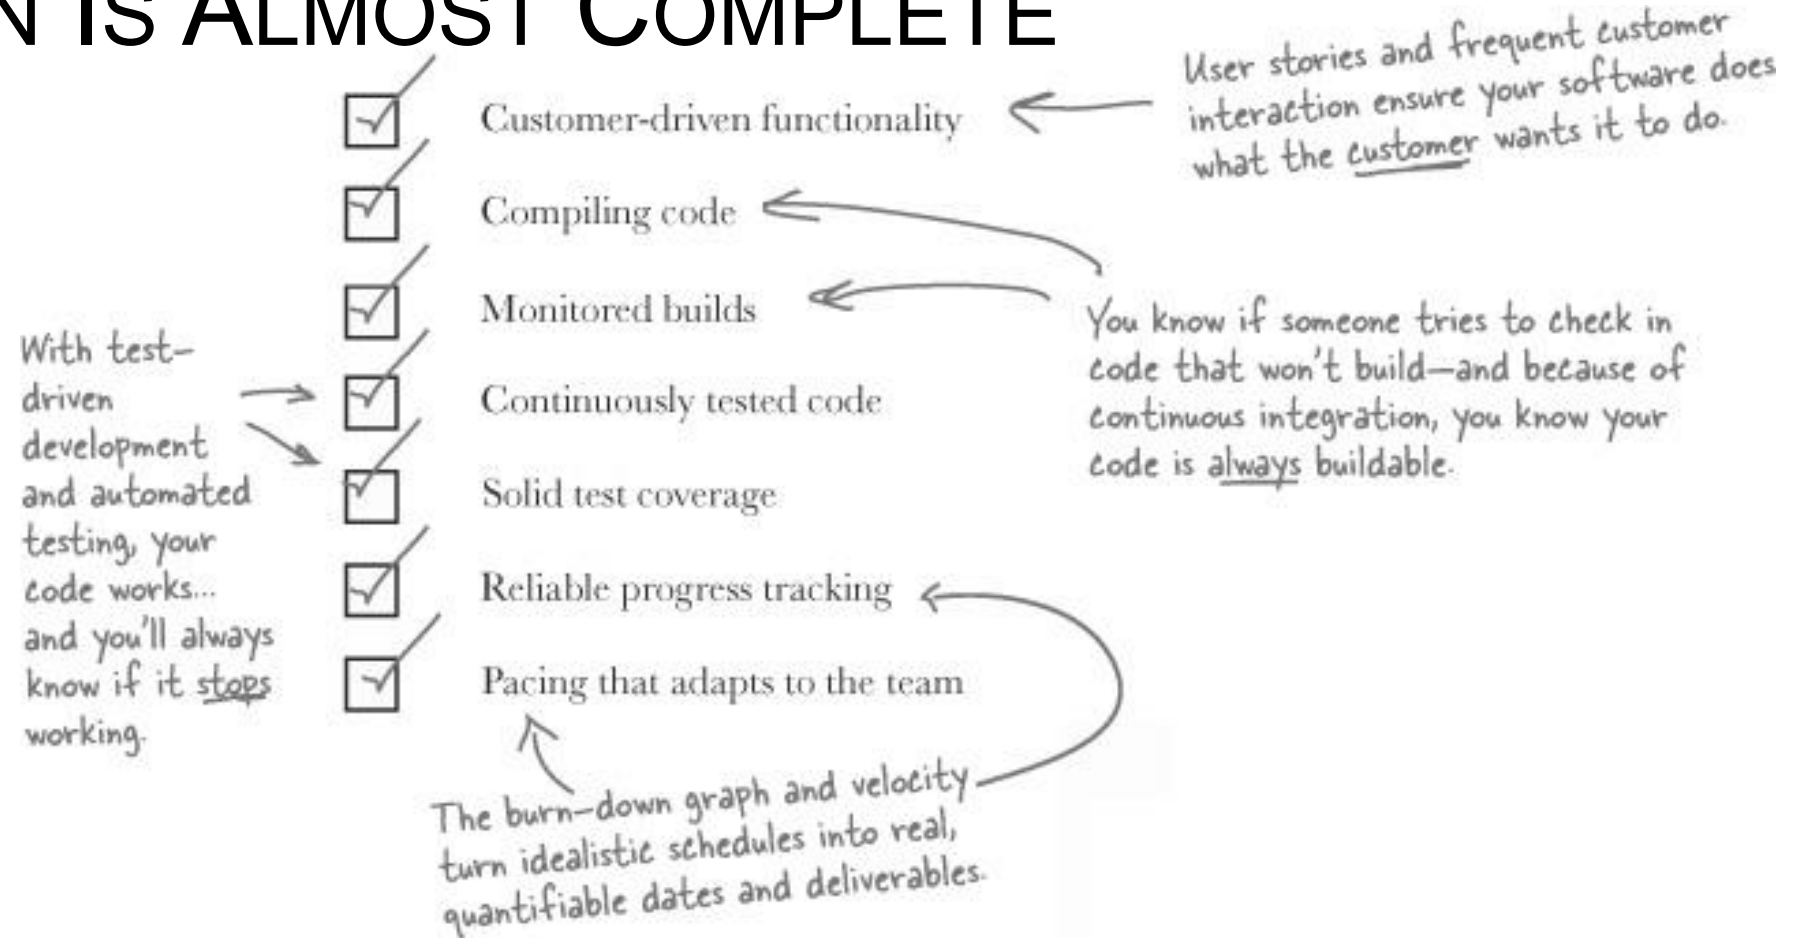 N IS ALMOST COMPLETE
Customer-driven functionality
User stories and frequent customer
interaction ensure your software does
what the customer wants it to do.
Compiling code
Monitored builds
You know if someone tries to check in
code that won't build—and because of
continuous integration, you know your
code is always buildable.
With test-
driven
development
and automated
testing, your
code works...
and you'll always
know if it stops
working.
Continuously tested code
Solid test coverage
Reliable progress tracking
Pacing that adapts to the team
The burn-down graph and velocity
turn idealistic schedules into real,
quantifiable dates and deliverables.